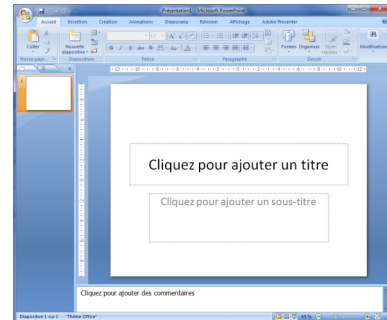 Présentation1 - Microsoft PowerPoint
Accueil Insertion Création Animations Diaporama Révision Affichage Adobe Presenter
Coller Nouvelle diapositive Formes Organiser Styles rapides Modification
Presse-papi... Diapositives Police Paragraphe Dessin
Cliquez pour ajouter un titre
Cliquez pour ajouter un sous-titre
Cliquez pour ajouter des commentaires
Diapositive 1 sur 1 "Thème Office"